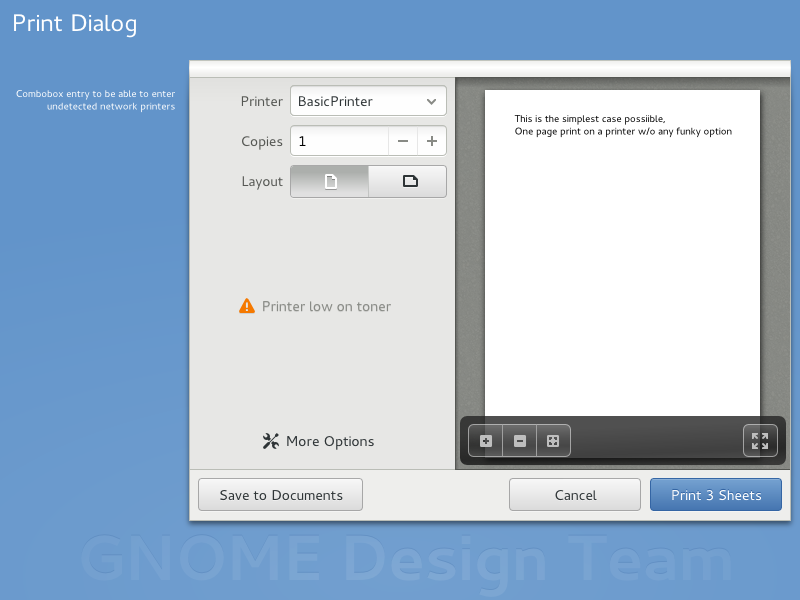 Print Dialog
Combobox entry to be able to enter
undetected network printers
Printer
BasicPrinter
Copies
1
Layout
Printer low on toner
More Options
This is the simplest case possiible,
One page print on a printer w/o any funky option
Save to Documents
Cancel
Print 3 Sheets
GNOME Design Team